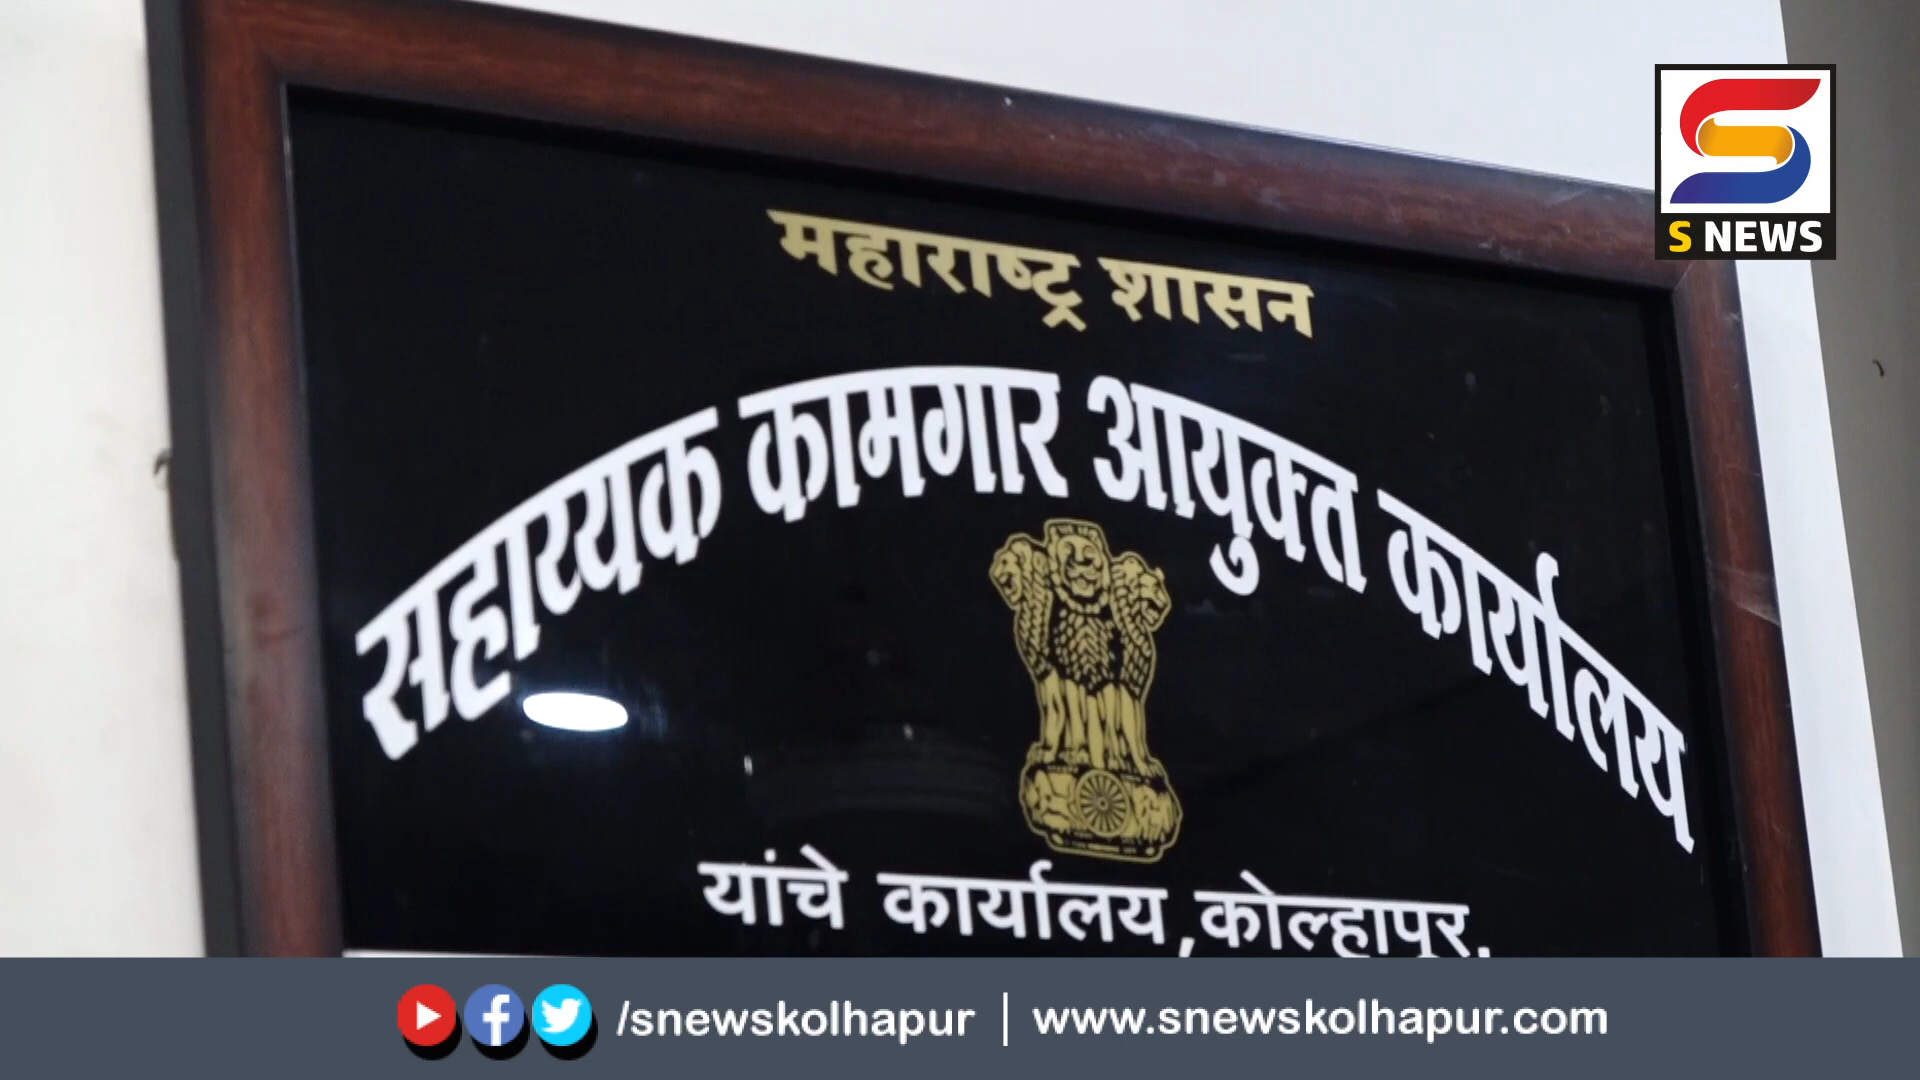 S NEWS
महाराष्ट्र शासन
सहाय्यक कामगार आयुक्त कार्यालय
यांचे कार्यालय,कोल्हापूर.
/snewskolhapur | www.snewskolhapur.com